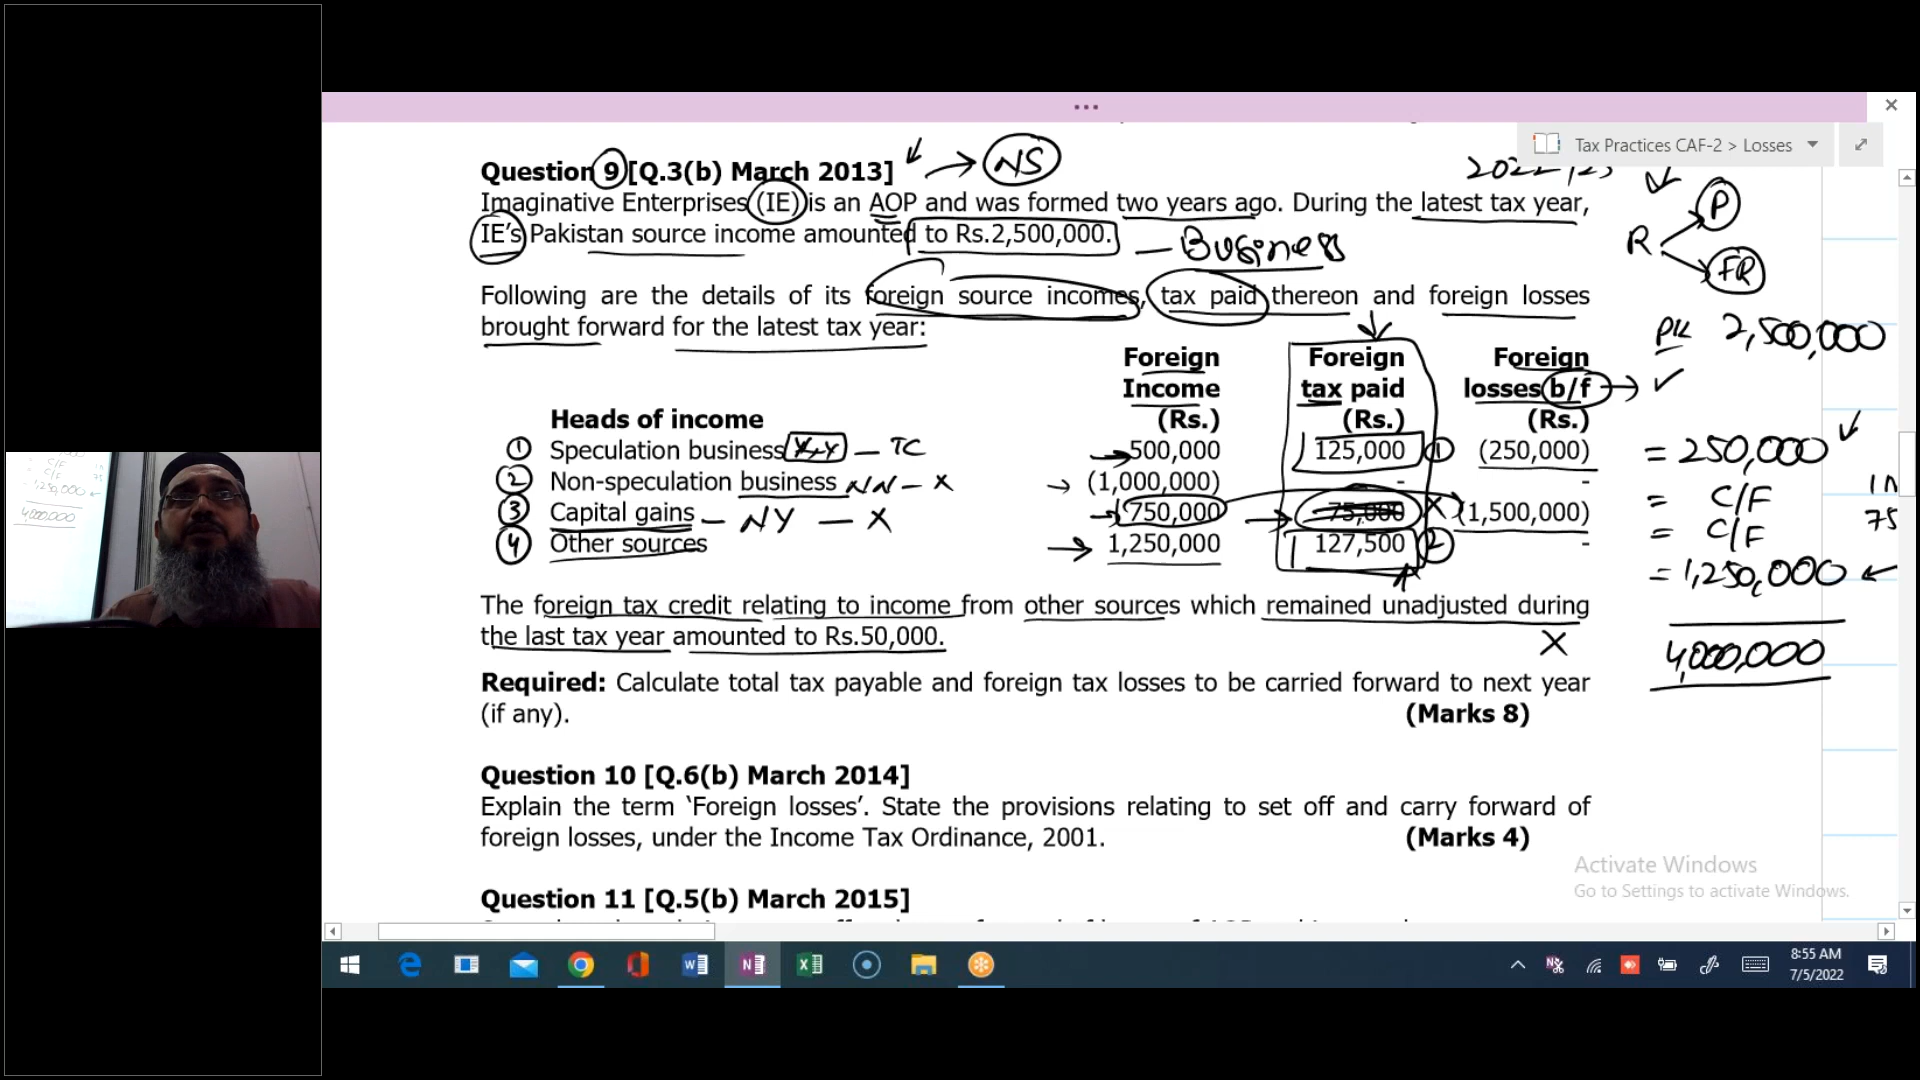 Tax Practices CAF-2 > Losses
Question 9 [Q.3(b) March 2013] NS
Imaginative Enterprises (IE) is an AOP and was formed two years ago. During the latest tax year,
IE's Pakistan source income amounted to Rs.2,500,000. – Business
R P
FR
Following are the details of its foreign source incomes, tax paid thereon and foreign losses
brought forward for the latest tax year:
PK 2,500,000
Foreign Foreign Foreign
Income tax paid losses b/f
Heads of income (Rs.) (Rs.) (Rs.)
1 Speculation business – TC 500,000 125,000 1 (250,000) = 250,000
2 Non-speculation business NN – X (1,000,000) - - = C/F
3 Capital gains – NY – X 750,000 75,000 X (1,500,000) = C/F
4 Other sources 1,250,000 127,500 2 - = 1,250,000
The foreign tax credit relating to income from other sources which remained unadjusted during
the last tax year amounted to Rs.50,000. X
4,000,000
Required: Calculate total tax payable and foreign tax losses to be carried forward to next year
(if any). (Marks 8)
Question 10 [Q.6(b) March 2014]
Explain the term ‘Foreign losses’. State the provisions relating to set off and carry forward of
foreign losses, under the Income Tax Ordinance, 2001. (Marks 4)
Question 11 [Q.5(b) March 2015]
Activate Windows
Go to Settings to activate Windows.
8:55 AM
7/5/2022